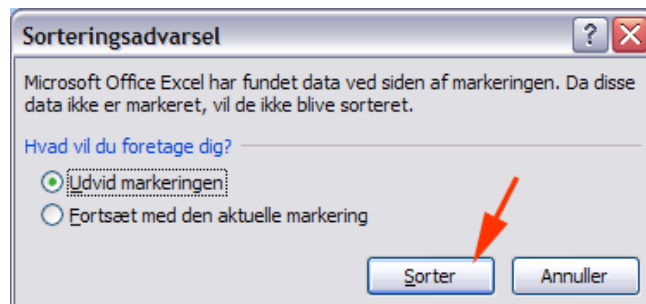 Sorteringsadvarsel
?
Microsoft Office Excel har fundet data ved siden af markeringen. Da disse
data ikke er markeret, vil de ikke blive sorteret.
Hvad vil du foretage dig?
Udvid markeringen
Fortsæt med den aktuelle markering
Sorter
Annuller